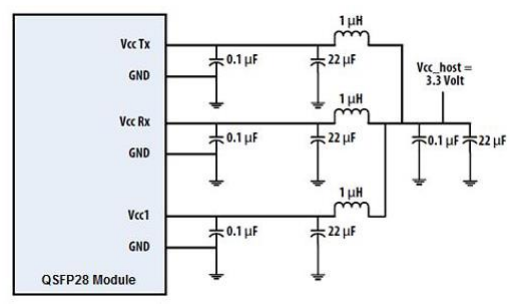 1 µH
Vcc Tx
0.1 µF
22 µF
GND
Vcc_host =
3.3 Volt
1 µH
Vcc Rx
0.1 µF
22 µF
0.1 µF
22 µF
GND
1 µH
Vcc1
0.1 µF
22 µF
GND
QSFP28 Module